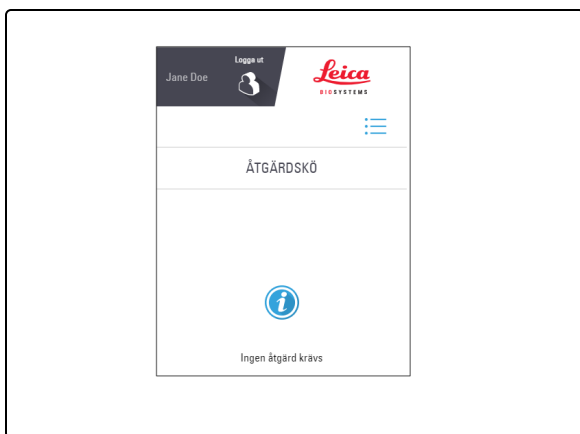 Logga ut
Jane Doe
Leica
BIOSYSTEMS
ÅTGÄRDSKÖ
Ingen åtgärd krävs